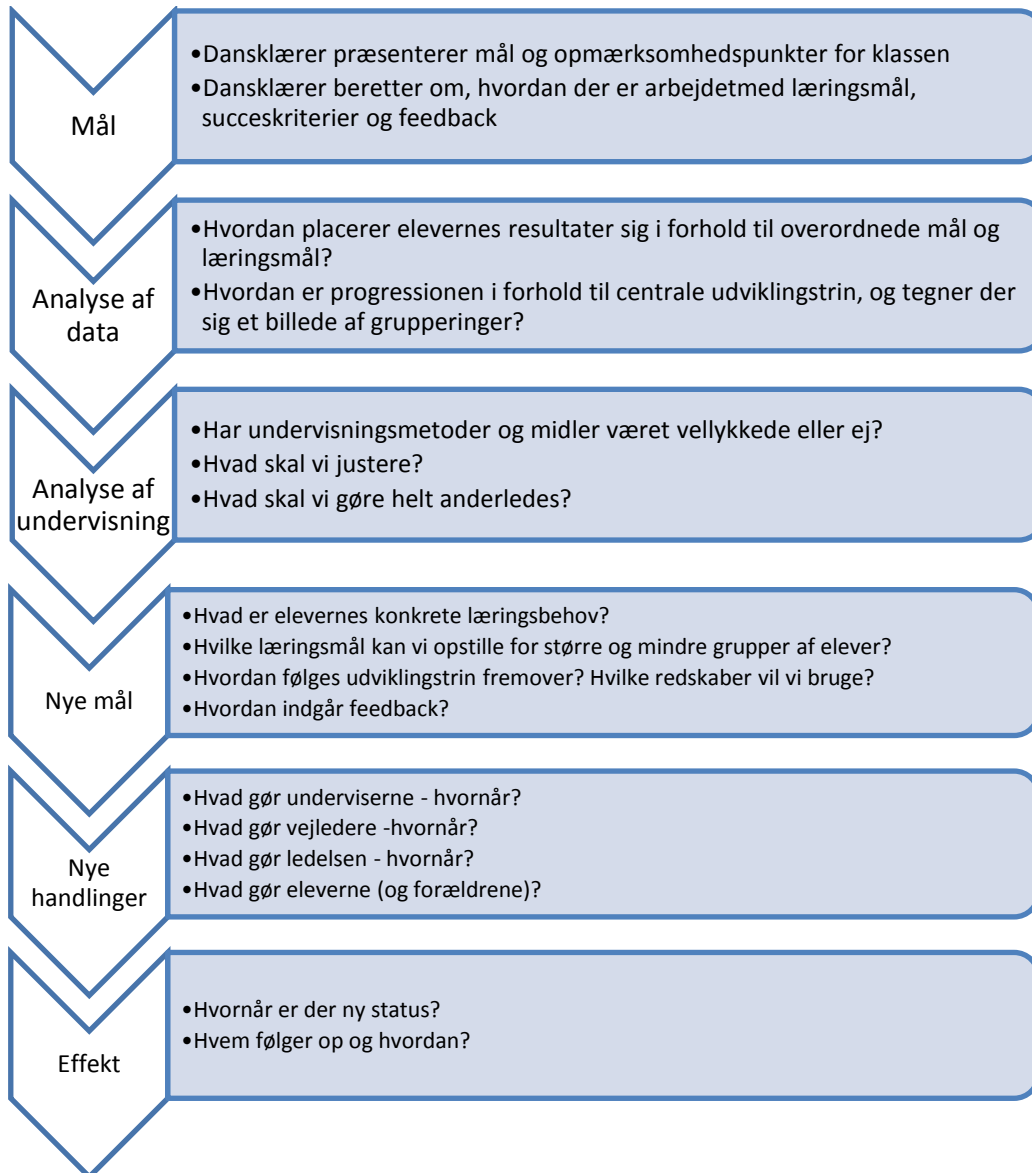 Mål
•Dansklærer præsenterer mål og opmærksomhedspunkter for klassen
•Dansklærer beretter om, hvordan der er arbejdetmed læringsmål,
succeskriterier og feedback
Analyse af
data
•Hvordan placerer elevernes resultater sig i forhold til overordnede mål og
læringsmål?
•Hvordan er progressionen i forhold til centrale udviklingstrin, og tegner der
sig et billede af grupperinger?
Analyse af
undervisning
•Har undervisningsmetoder og midler været vellykkede eller ej?
•Hvad skal vi justere?
•Hvad skal vi gøre helt anderledes?
Nye mål
•Hvad er elevernes konkrete læringsbehov?
•Hvilke læringsmål kan vi opstille for større og mindre grupper af elever?
•Hvordan følges udviklingstrin fremover? Hvilke redskaber vil vi bruge?
•Hvordan indgår feedback?
Nye
handlinger
•Hvad gør underviserne - hvornår?
•Hvad gør vejledere -hvornår?
•Hvad gør ledelsen - hvornår?
•Hvad gør eleverne (og forældrene)?
Effekt
•Hvornår er der ny status?
•Hvem følger op og hvordan?